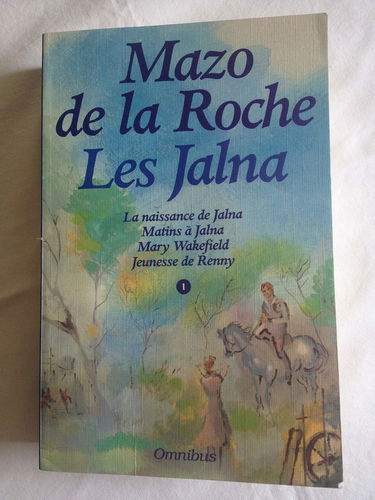 Mazo
de la Roche
Les Jalna
La naissance de Jalna
Matins à Jalna
Mary Wakefield
Jeunesse de Renny
1
Omnibus